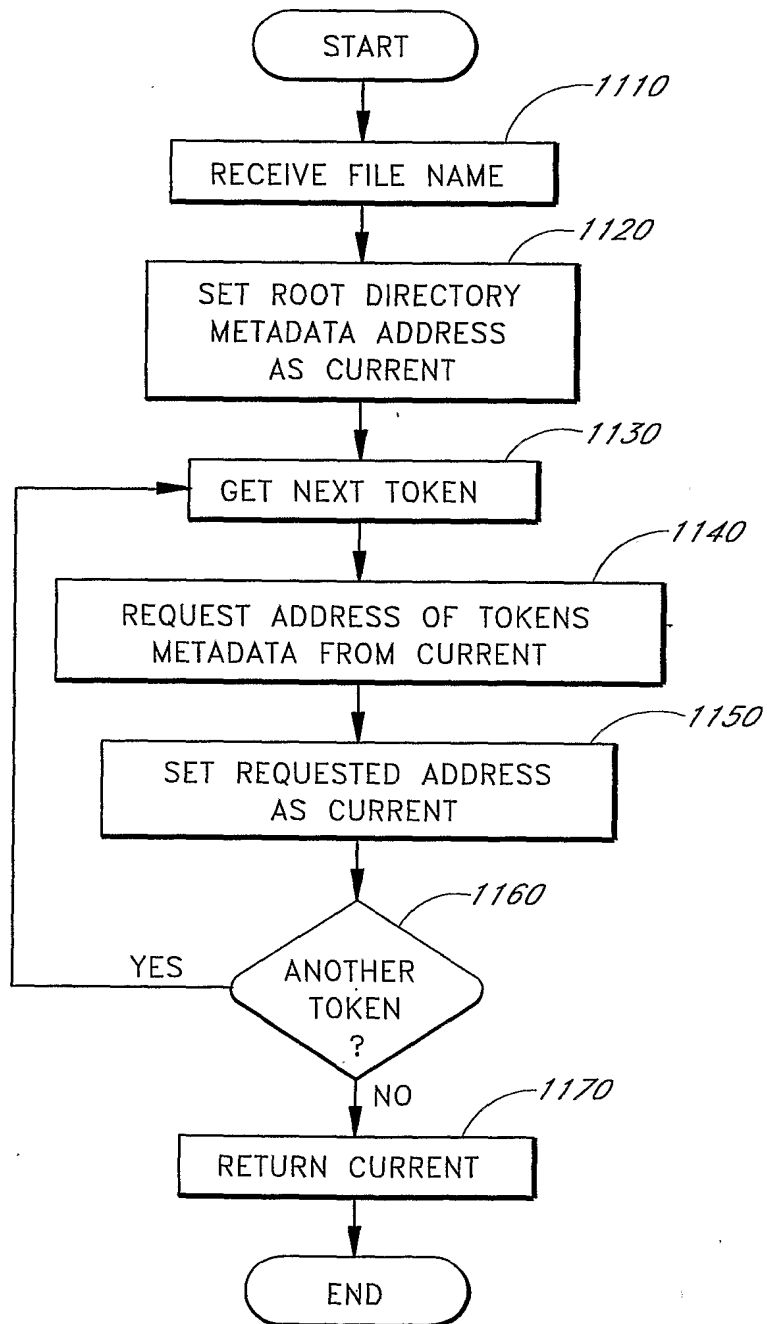 START
1110
RECEIVE FILE NAME
1120
SET ROOT DIRECTORY
METADATA ADDRESS
AS CURRENT
1130
GET NEXT TOKEN
1140
REQUEST ADDRESS OF TOKENS
METADATA FROM CURRENT
1150
SET REQUESTED ADDRESS
AS CURRENT
1160
YES
ANOTHER
TOKEN
?
NO
1170
RETURN CURRENT
END